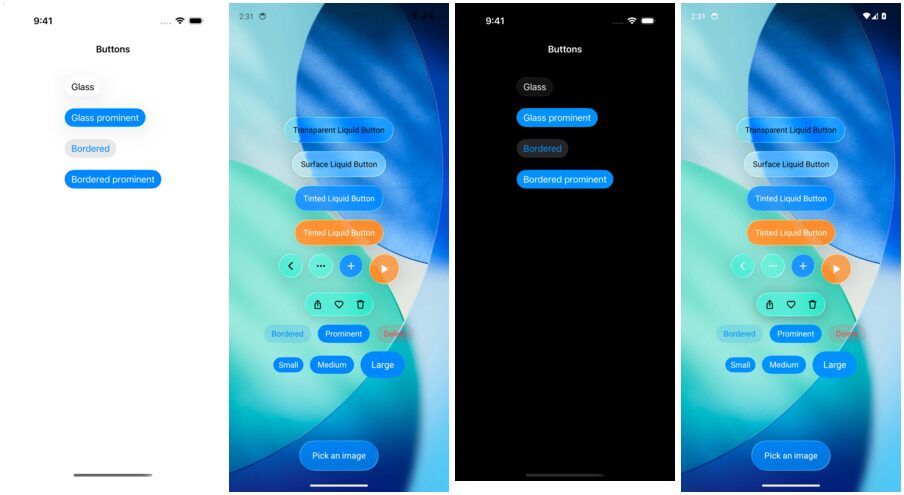 9:41
Buttons
Glass
Glass prominent
Bordered
Bordered prominent
2:31
Transparent Liquid Button
Surface Liquid Button
Tinted Liquid Button
Tinted Liquid Button
Bordered
Prominent
Delete
Small
Medium
Large
Pick an image
9:41
Buttons
Glass
Glass prominent
Bordered
Bordered prominent
2:31
Transparent Liquid Button
Surface Liquid Button
Tinted Liquid Button
Tinted Liquid Button
Bordered
Prominent
Delete
Small
Medium
Large
Pick an image